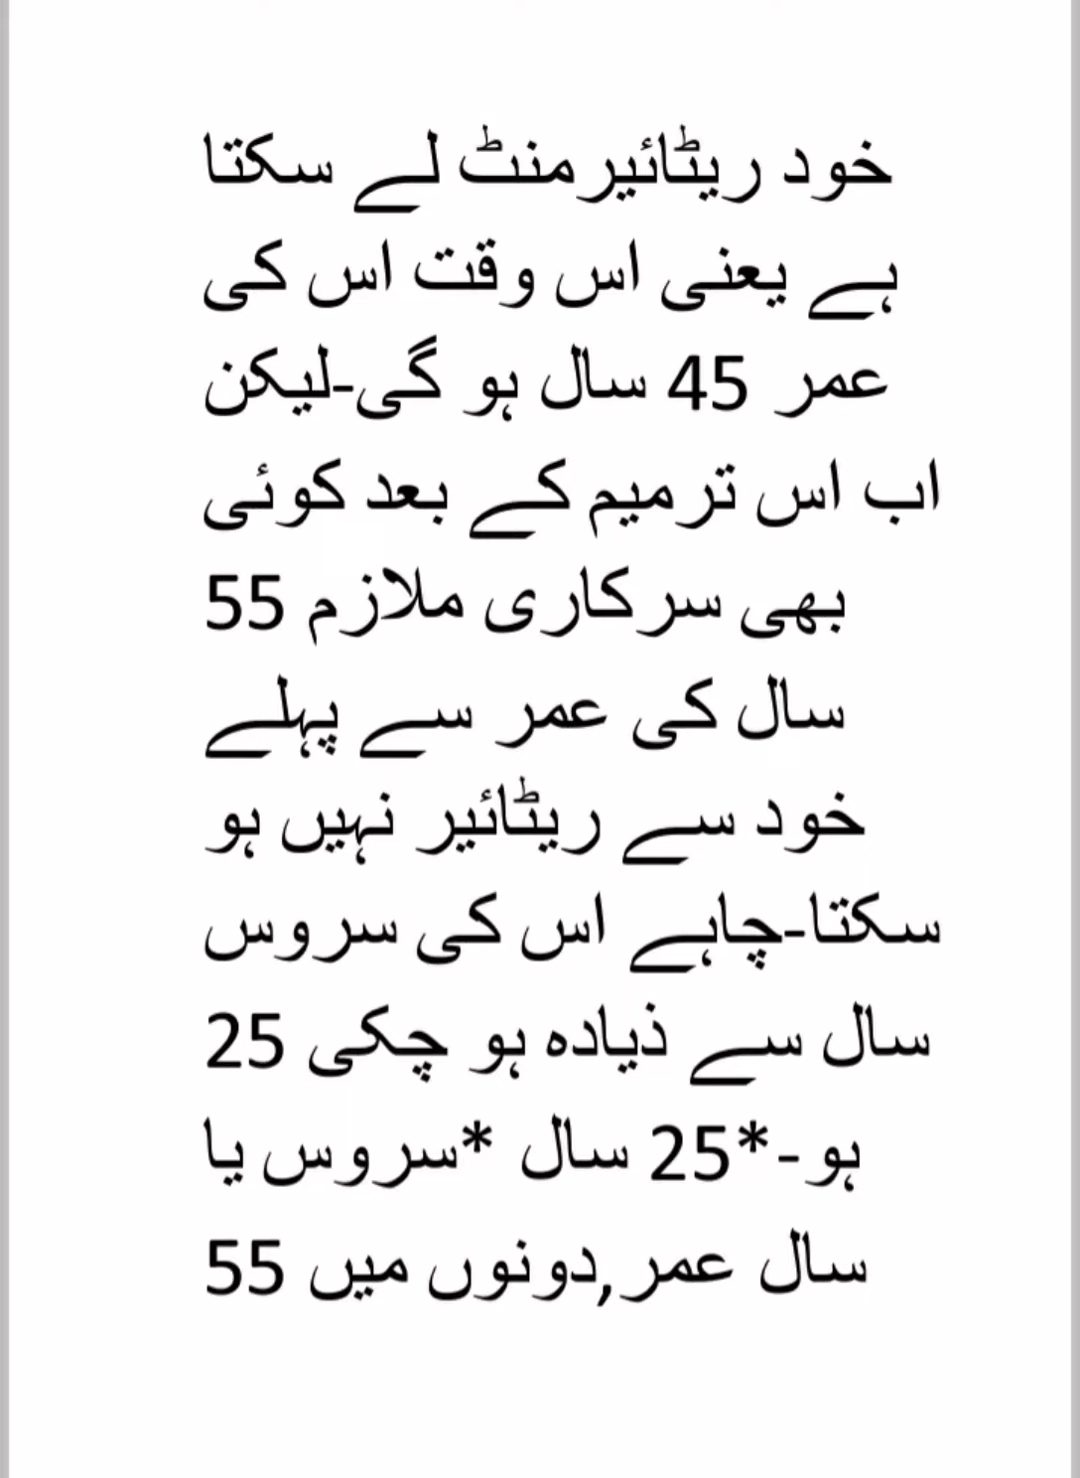 خود ریٹائیرمنٹ لے سکتا
ہے یعنی اس وقت اس کی
عمر 45 سال ہو گی-لیکن
اب اس ترمیم کے بعد کوئی
بھی سرکاری ملازم 55
سال کی عمر سے پہلے
خود سے ریٹائیر نہیں ہو
سکتا-چاہے اس کی سروس
سال سے ذیادہ ہو چکی 25
ہو-*25 سال *سروس یا
سال عمر,دونوں میں 55